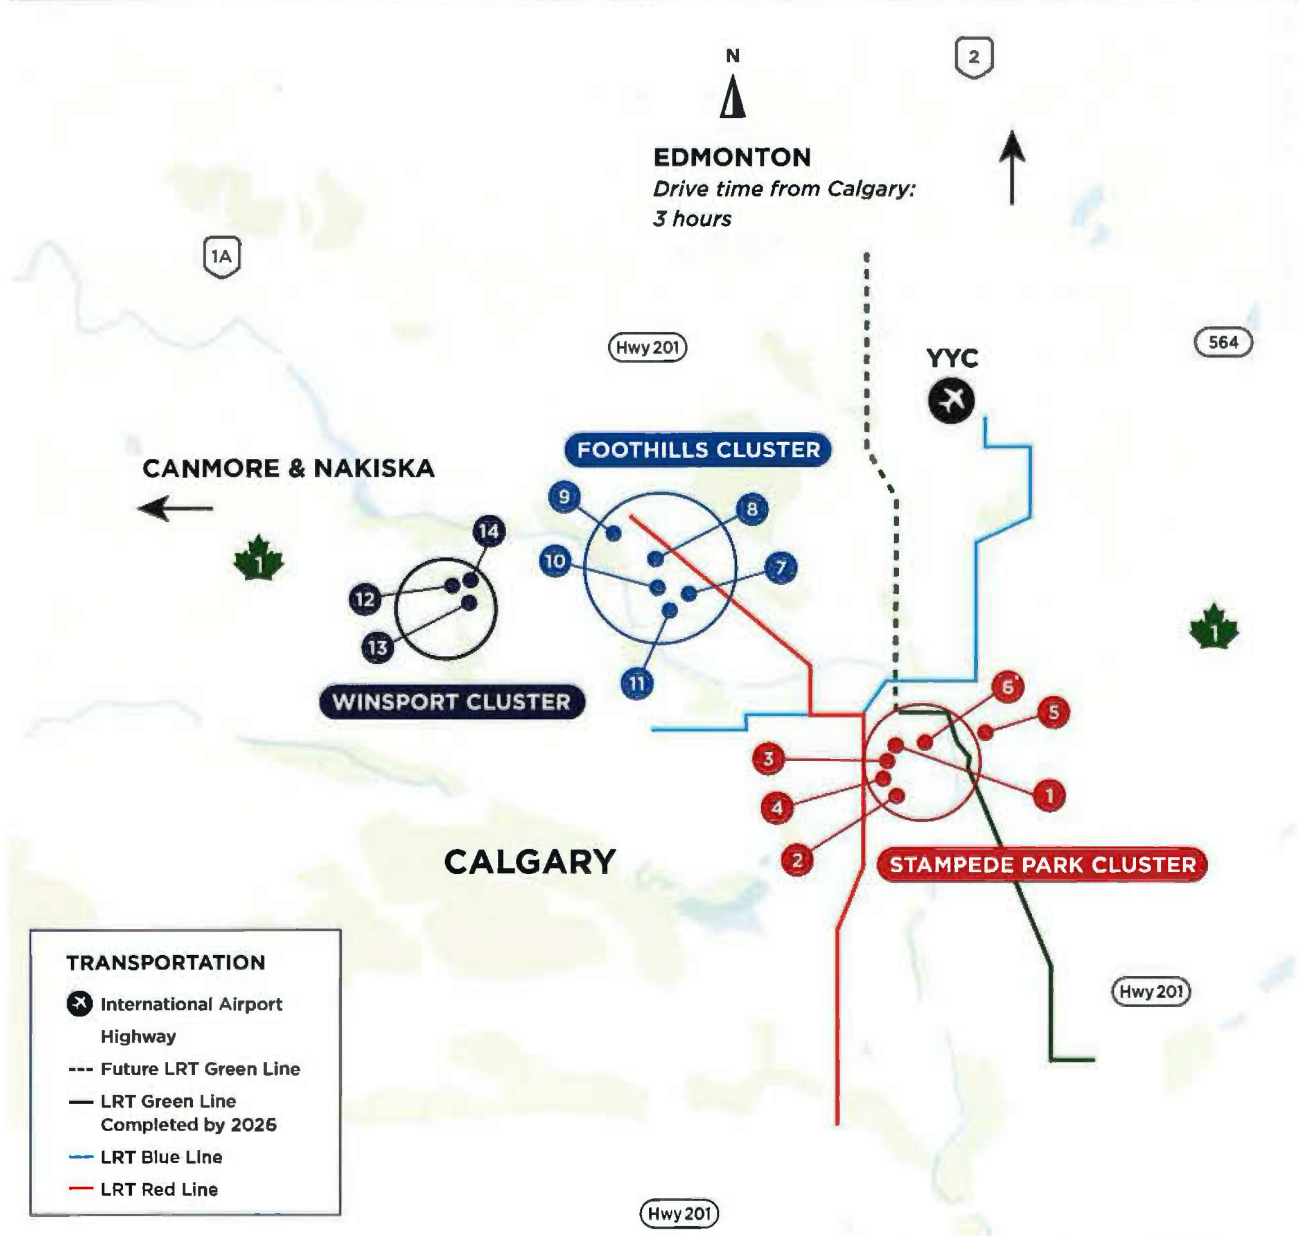 N
2
EDMONTON
Drive time from Calgary:
3 hours
1A
Hwy 201
564
YYC
FOOTHILLS CLUSTER
CANMORE & NAKISKA
9
8
14
1
10
7
12
13
1
11
6
WINSPORT CLUSTER
5
3
1
4
2
CALGARY
STAMPEDE PARK CLUSTER
TRANSPORTATION
International Airport
Highway
Future LRT Green Line
LRT Green Line
Completed by 2026
LRT Blue Line
LRT Red Line
Hwy 201
Hwy 201